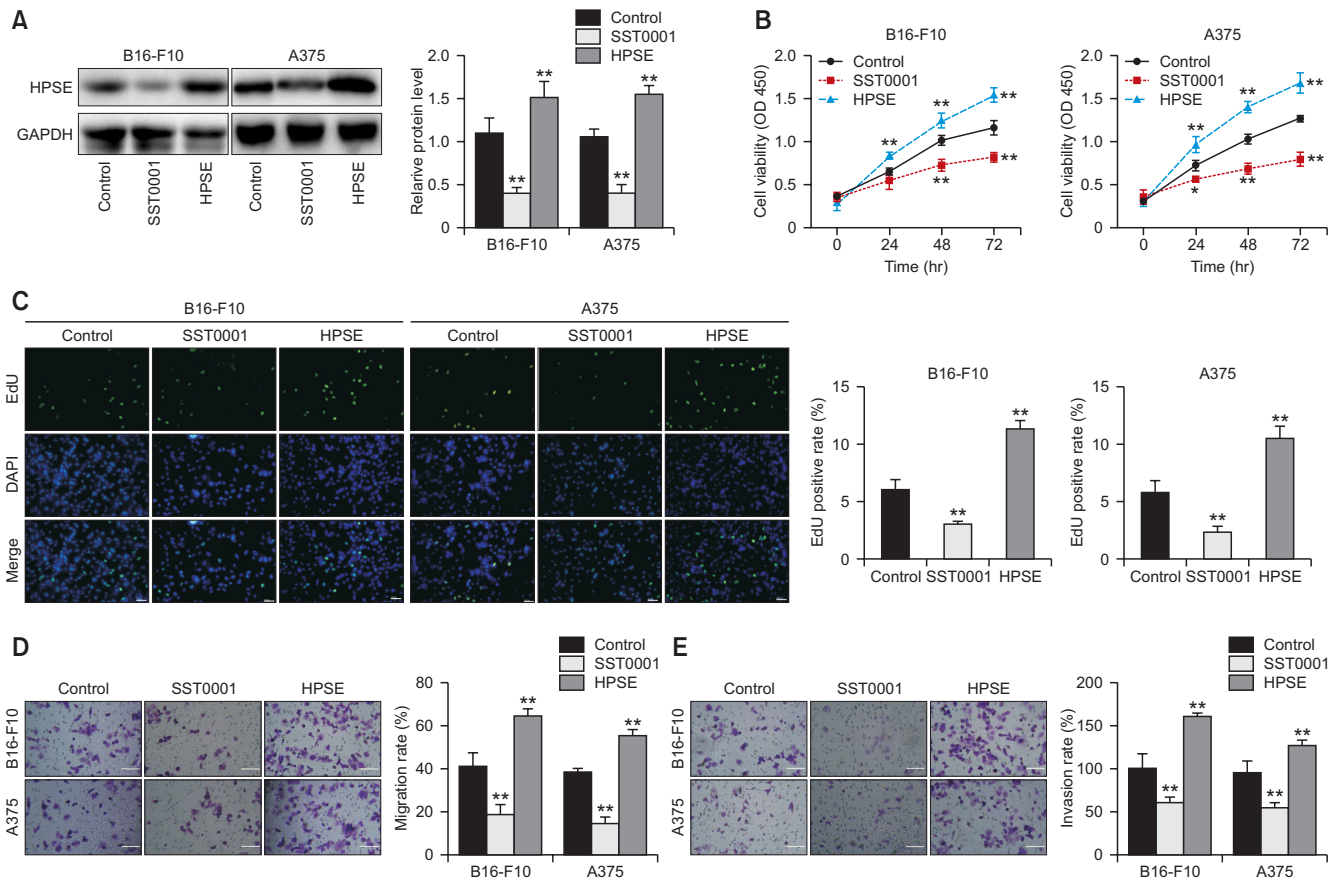 A
B16-F10 A375
HPSE
GAPDH
Control
SST0001
HPSE
Control
SST0001
HPSE
Control
SST0001
HPSE
Relative protein level
2.0
1.5
1.0
0.5
0
** ** ** **
B16-F10 A375
B
B16-F10
Cell viability (OD 450)
2.0
1.5
1.0
0.5
0
Control
SST0001
HPSE
** ** **
** **
0 24 48 72
Time (hr)
A375
Cell viability (OD 450)
2.0
1.5
1.0
0.5
0
Control
SST0001
HPSE
** ** **
* ** **
0 24 48 72
Time (hr)
C
B16-F10 A375
Control SST0001 HPSE Control SST0001 HPSE
EdU
DAPI
Merge
B16-F10
EdU positive rate (%)
15
10
5
0
** **
Control SST0001 HPSE
A375
EdU positive rate (%)
15
10
5
0
** **
Control SST0001 HPSE
D
Control SST0001 HPSE
B16-F10
A375
Control
SST0001
HPSE
Migration rate (%)
80
60
40
20
0
** ** ** **
B16-F10 A375
E
Control SST0001 HPSE
B16-F10
A375
Control
SST0001
HPSE
Invasion rate (%)
200
150
100
50
0
** ** ** **
B16-F10 A375